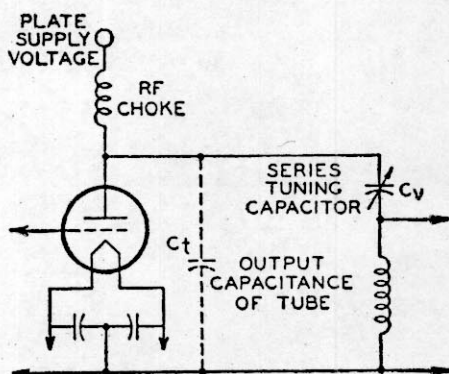 PLATE
SUPPLY
VOLTAGE
RF
CHOKE
SERIES
TUNING
CAPACITOR
Cv
Ct
OUTPUT
CAPACITANCE
OF TUBE